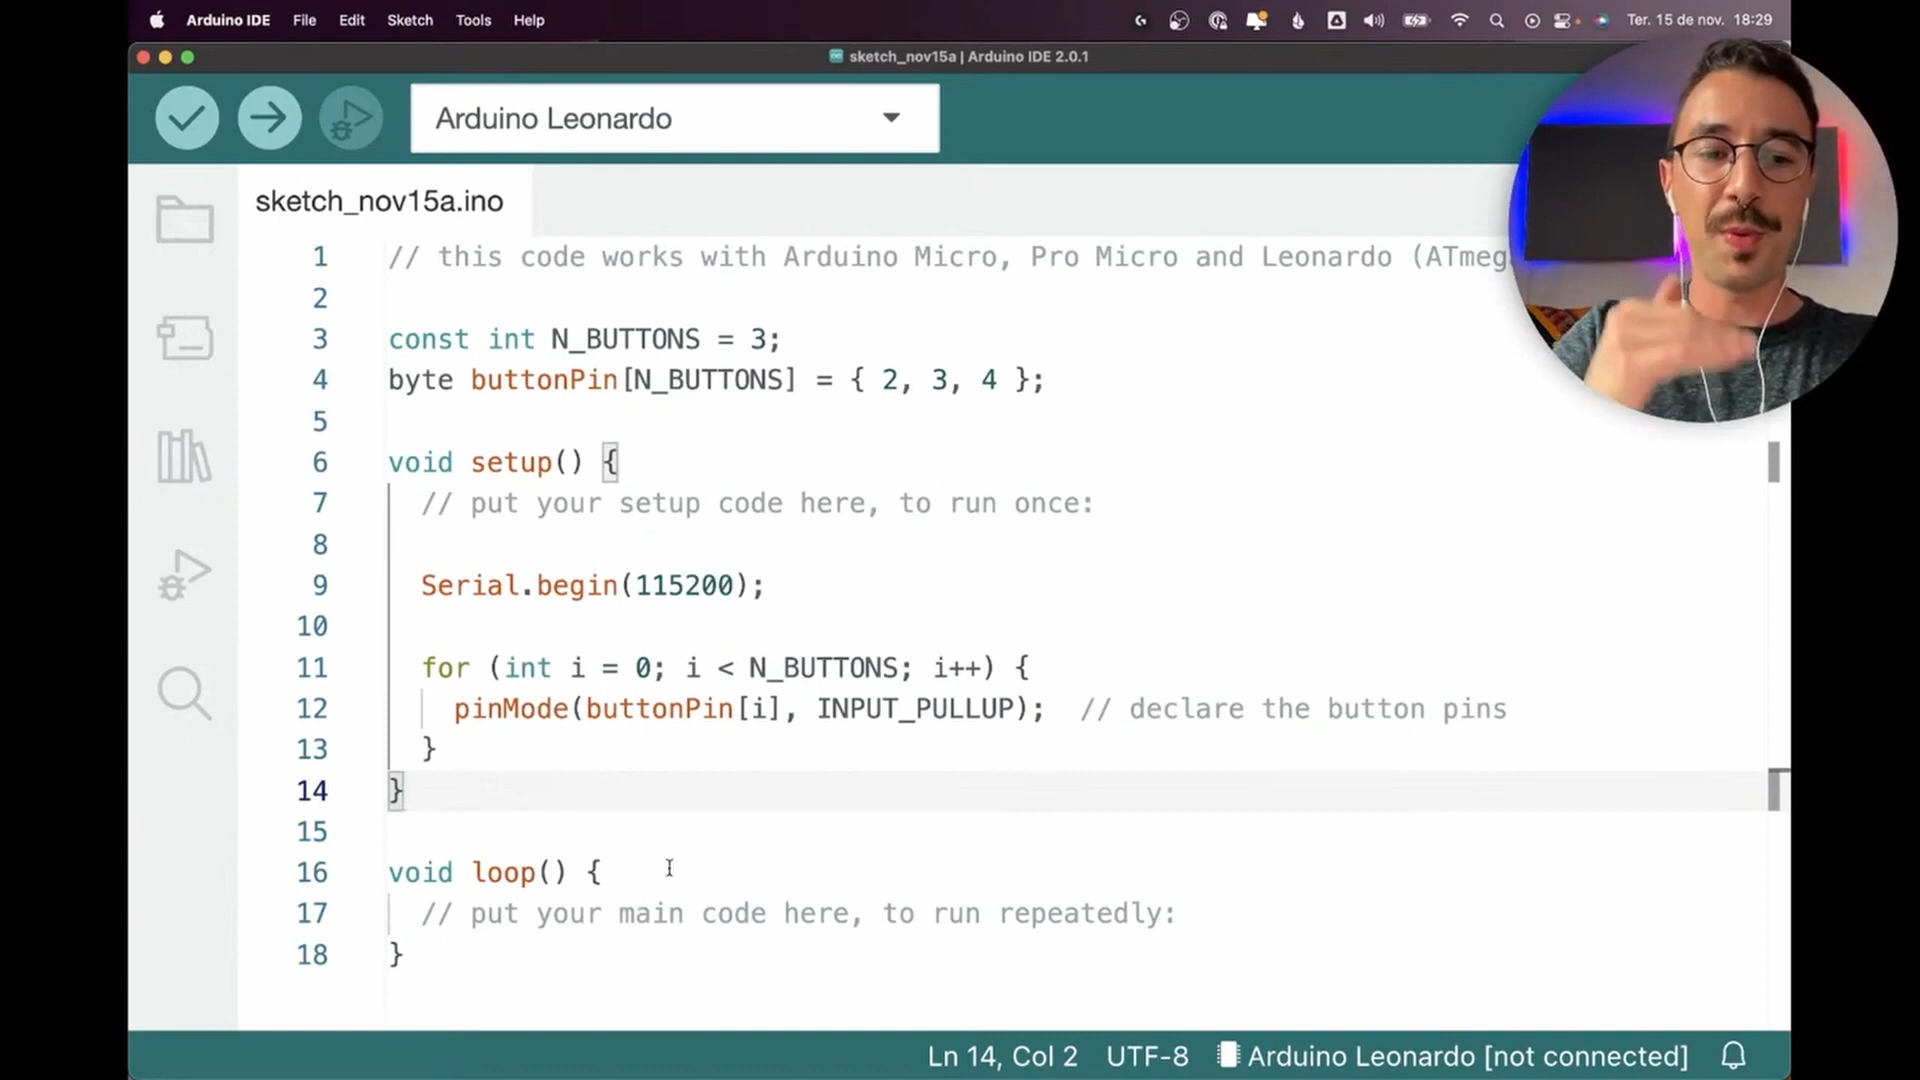 Arduino IDE File Edit Sketch Tools Help Ter. 15 de nov. 18:29
sketch_nov15a | Arduino IDE 2.0.1
Arduino Leonardo
sketch_nov15a.ino
1 // this code works with Arduino Micro, Pro Micro and Leonardo (ATmeg
2
3 const int N_BUTTONS = 3;
4 byte buttonPin[N_BUTTONS] = { 2, 3, 4 };
5
6 void setup() {
7 // put your setup code here, to run once:
8
9 Serial.begin(115200);
10
11 for (int i = 0; i < N_BUTTONS; i++) {
12 pinMode(buttonPin[i], INPUT_PULLUP); // declare the button pins
13 }
14 }
15
16 void loop() {
17 // put your main code here, to run repeatedly:
18 }
Ln 14, Col 2 UTF-8 Arduino Leonardo [not connected]